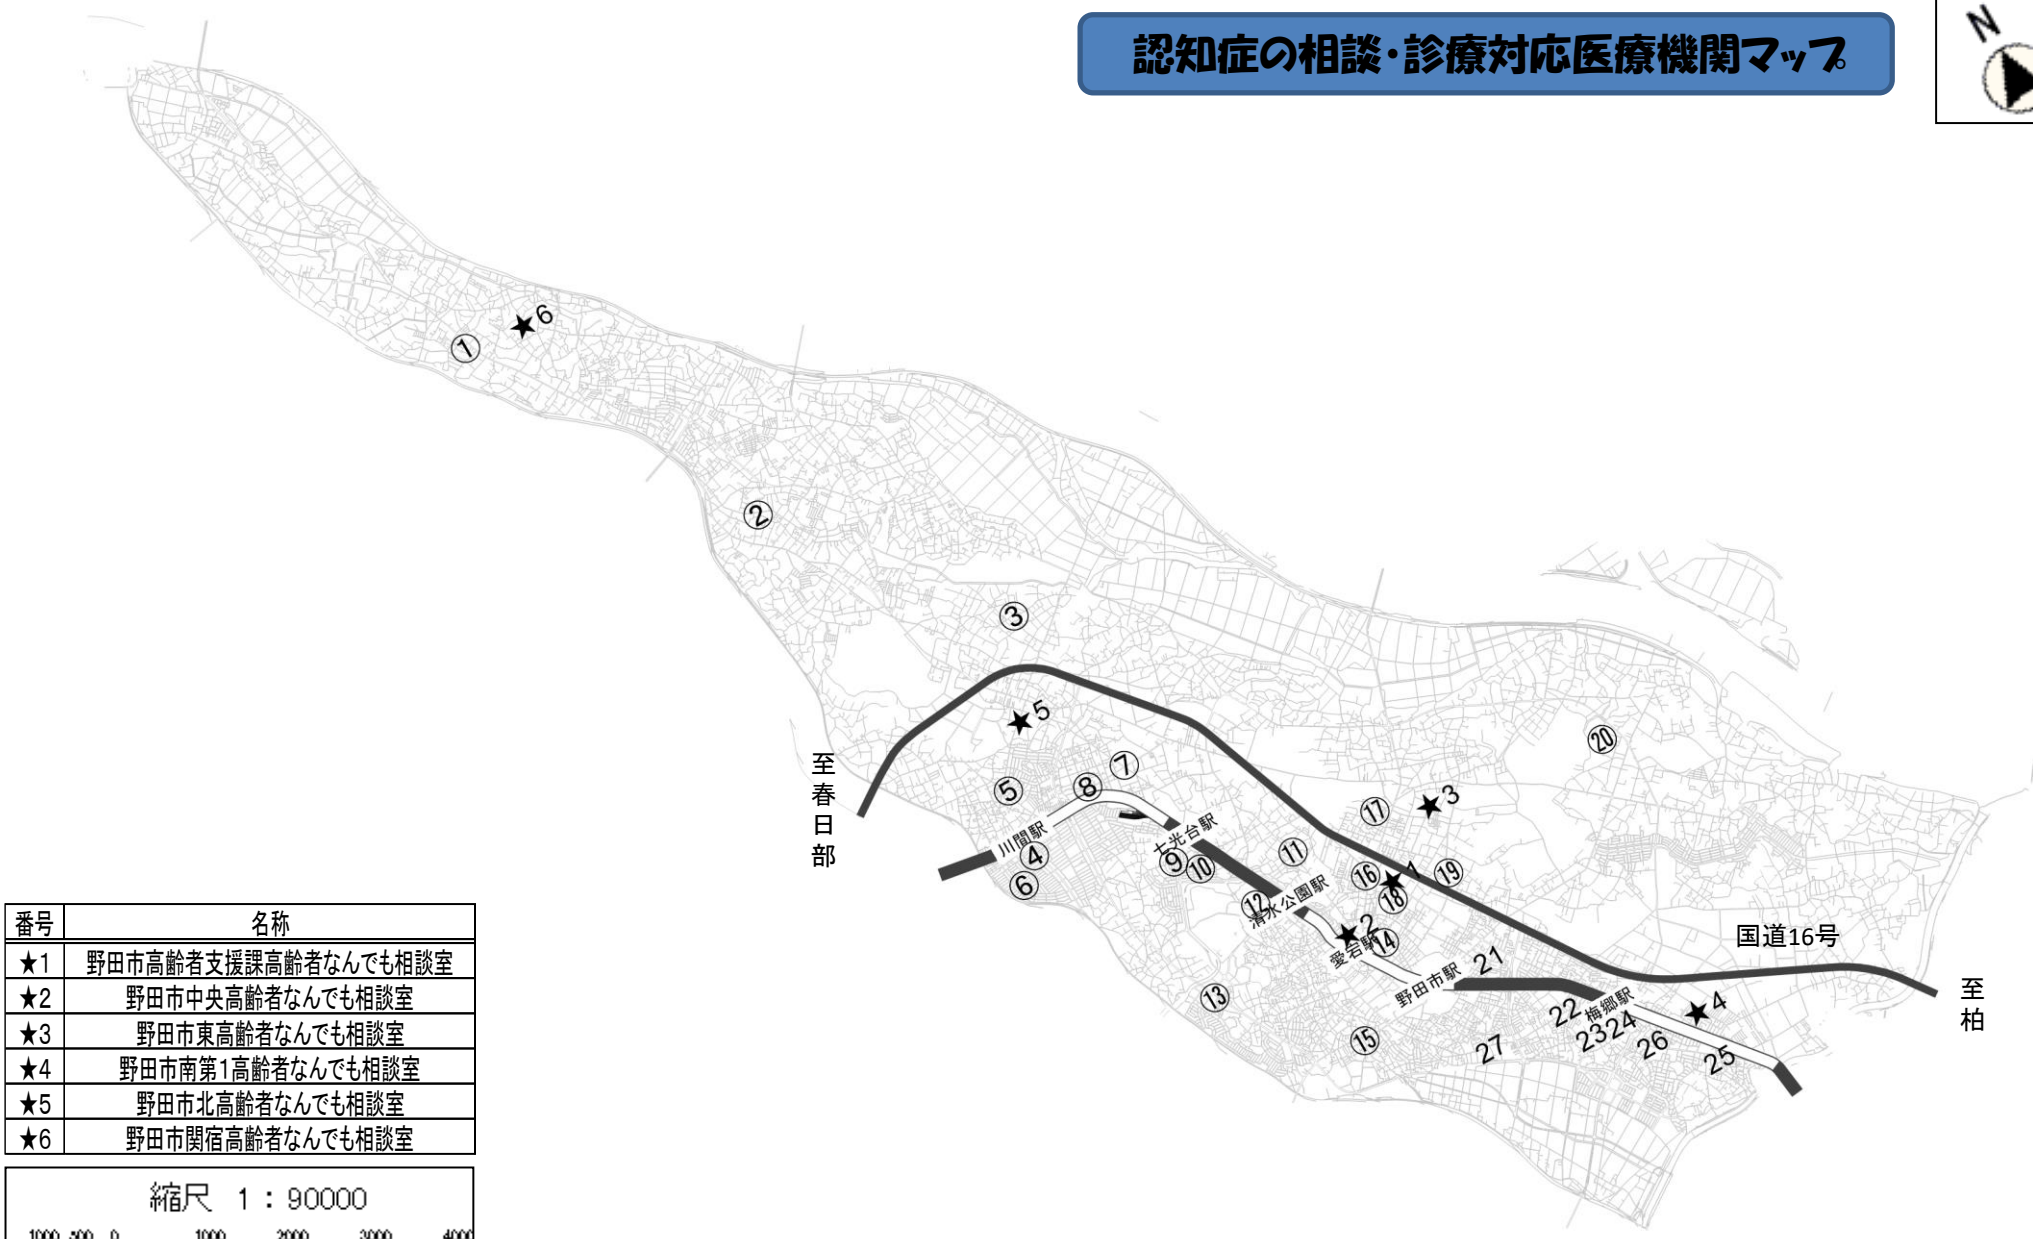 認知症の相談・診療対応医療機関マップ
N
★6
①
②
③
★5
⑳
至春日部
⑦
⑧
⑤
★3
⑰
川間駅
七光台駅
④
⑥
⑨
⑩
⑪
⑯
★1
⑲
⑱
⑫
清水公園駅
★2
愛宕駅
⑭
国道16号
至柏
21
野田市駅
⑬
22
梅郷駅
★4
23
24
⑮
27
26
25
番号 名称
★1 野田市高齢者支援課高齢者なんでも相談室
★2 野田市中央高齢者なんでも相談室
★3 野田市東高齢者なんでも相談室
★4 野田市南第1高齢者なんでも相談室
★5 野田市北高齢者なんでも相談室
★6 野田市関宿高齢者なんでも相談室
縮尺 1：90000
1000 500 0 1000 2000 3000 4000